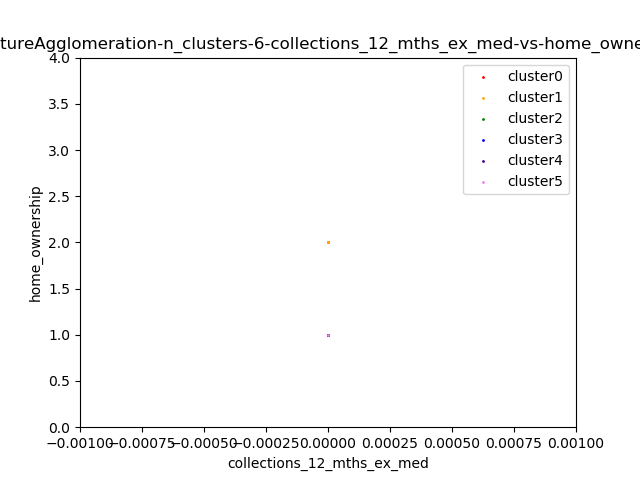 tureAgglomeration-n_clusters-6-collections_12_mths_ex_med-vs-home_owne
4.0
3.5
3.0
2.5
2.0
1.5
1.0
0.5
0.0
home_ownership
cluster0
cluster1
cluster2
cluster3
cluster4
cluster5
−0.00100 −0.00075 −0.00050 −0.00025 0.00000 0.00025 0.00050 0.00075 0.00100
collections_12_mths_ex_med